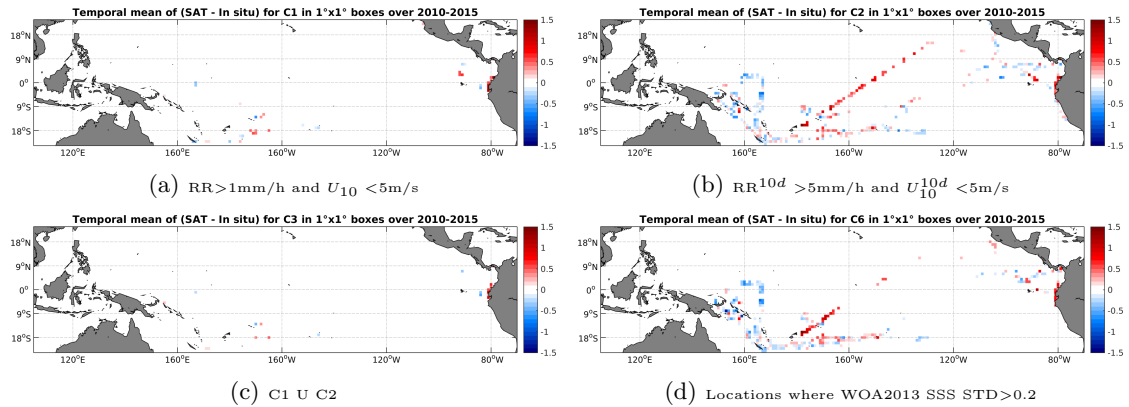 Temporal mean of (SAT - In situ) for C1 in 1°x1° boxes over 2010-2015
18°N
9°N
0°
9°S
18°S
120°E
160°E
160°W
120°W
80°W
1.5
1
0.5
0
-0.5
-1
-1.5
(a) RR>1mm/h and U10 <5m/s
Temporal mean of (SAT - In situ) for C2 in 1°x1° boxes over 2010-2015
18°N
9°N
0°
9°S
18°S
120°E
160°E
160°W
120°W
80°W
1.5
1
0.5
0
-0.5
-1
-1.5
(b) RR^10d >5mm/h and U10^10d <5m/s
Temporal mean of (SAT - In situ) for C3 in 1°x1° boxes over 2010-2015
18°N
9°N
0°
9°S
18°S
120°E
160°E
160°W
120°W
80°W
1.5
1
0.5
0
-0.5
-1
-1.5
(c) C1 U C2
Temporal mean of (SAT - In situ) for C6 in 1°x1° boxes over 2010-2015
18°N
9°N
0°
9°S
18°S
120°E
160°E
160°W
120°W
80°W
1.5
1
0.5
0
-0.5
-1
-1.5
(d) Locations where WOA2013 SSS STD>0.2